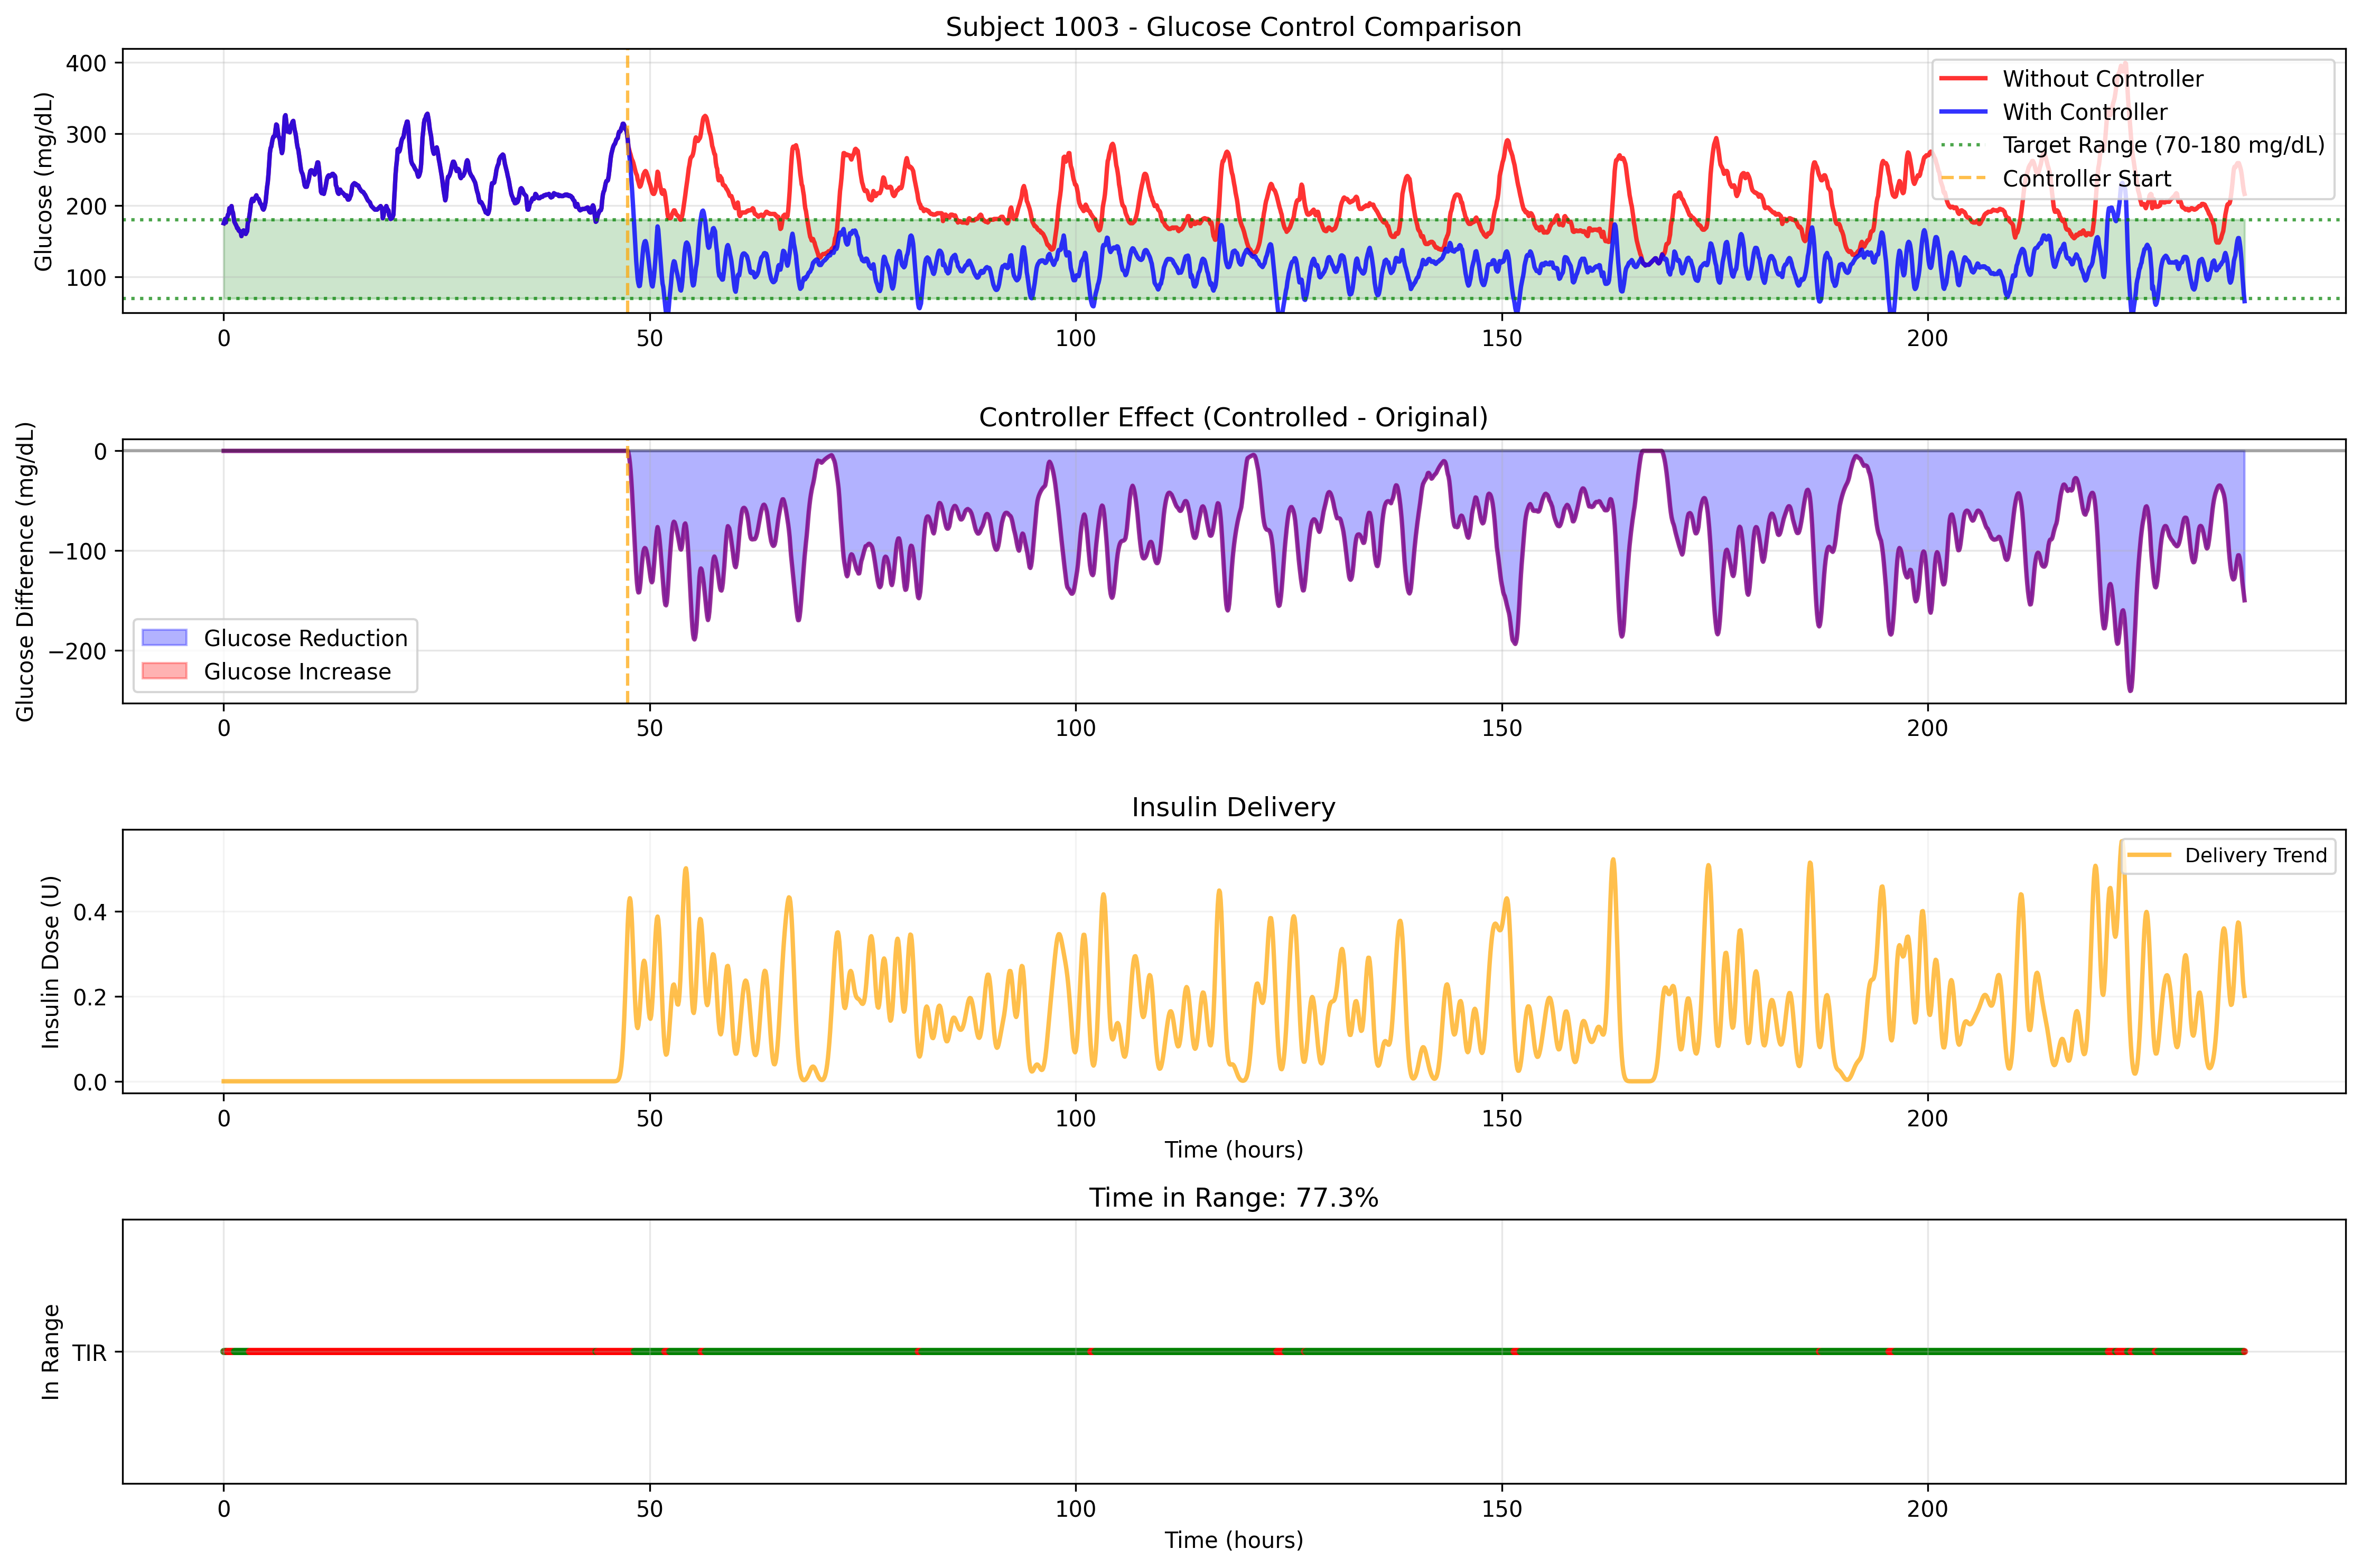 Subject 1003 - Glucose Control Comparison
Glucose (mg/dL)
400
300
200
100
Without Controller
With Controller
Target Range (70-180 mg/dL)
Controller Start
0 50 100 150 200
Controller Effect (Controlled - Original)
Glucose Difference (mg/dL)
0
−100
−200
Glucose Reduction
Glucose Increase
0 50 100 150 200
Insulin Delivery
Insulin Dose (U)
0.4
0.2
0.0
Delivery Trend
0 50 100 150 200
Time (hours)
Time in Range: 77.3%
In Range
TIR
0 50 100 150 200
Time (hours)